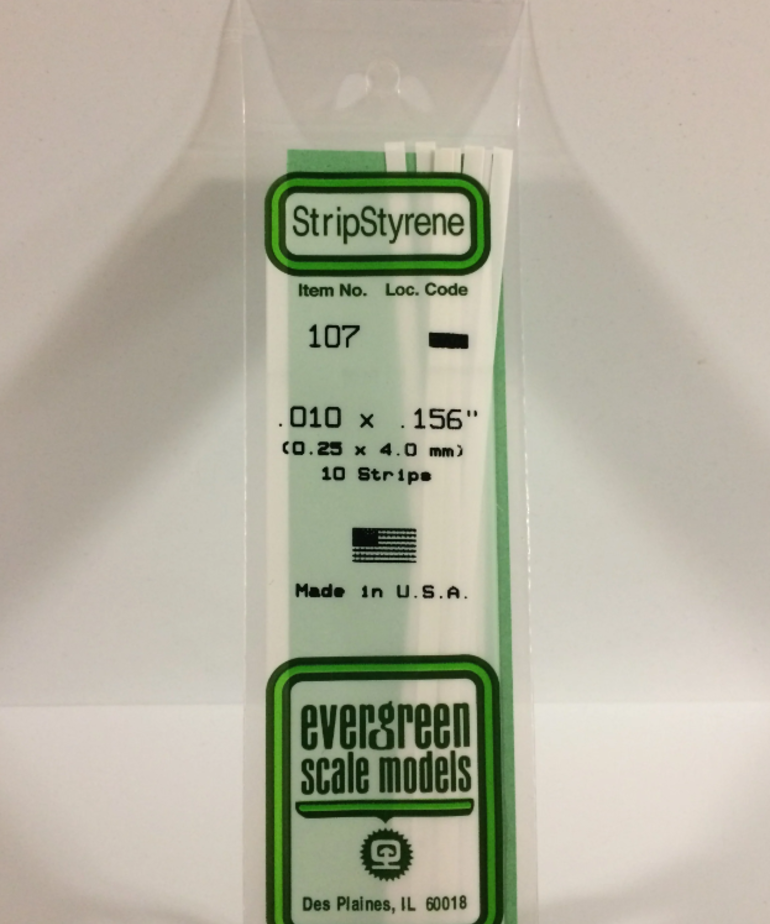 StripStyrene
Item No. Loc. Code
107
.010 x .156"
(0.25 x 4.0 mm)
10 Strips
Made in U.S.A.
evergreen
scale models
Des Plaines, IL 60018